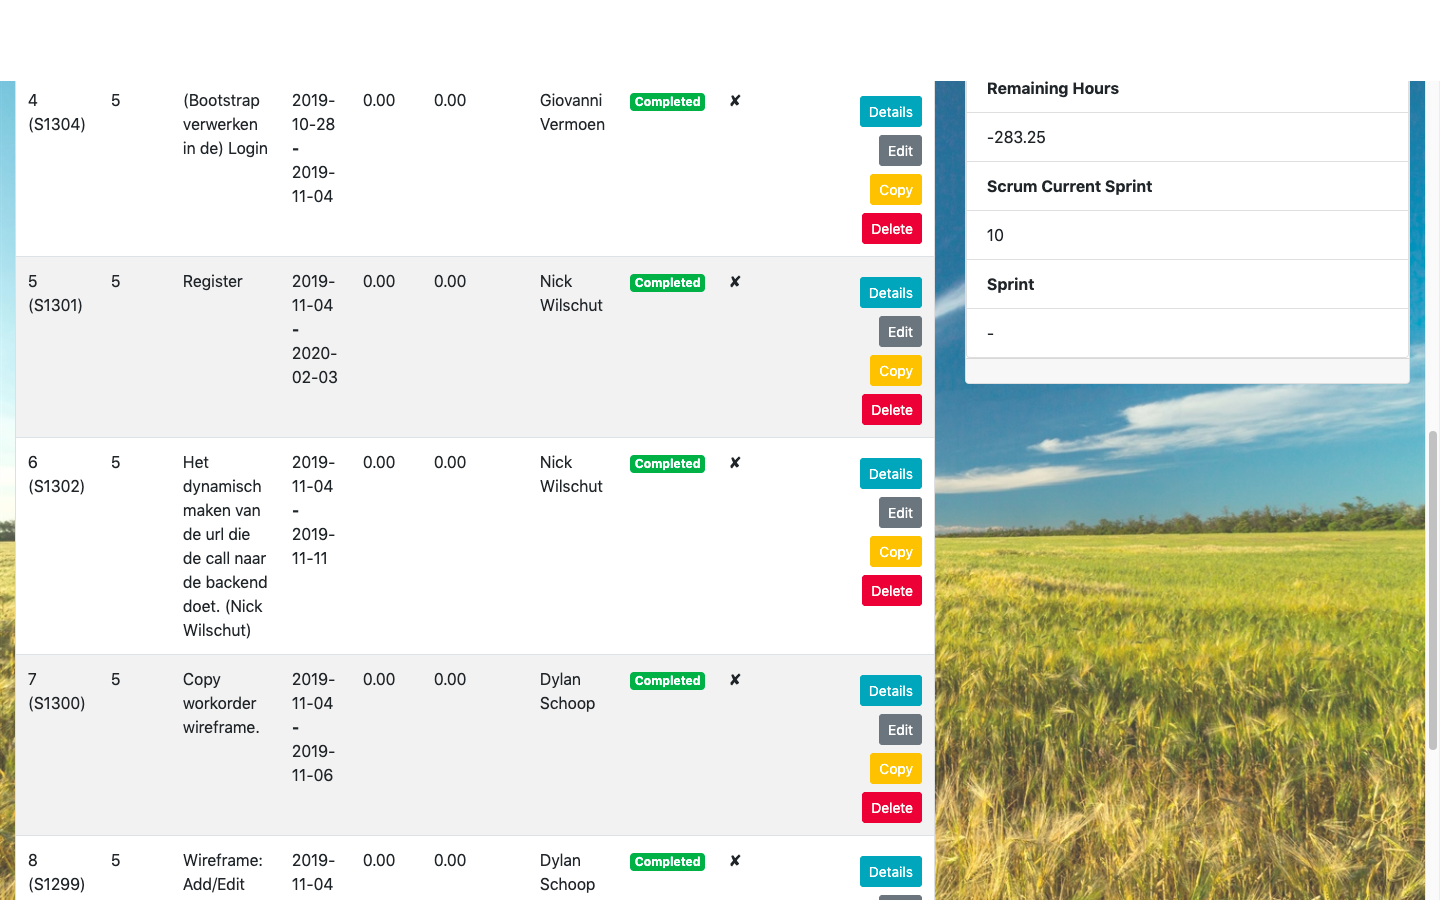 4
(S1304)
5
(Bootstrap
verwerken
in de) Login
2019-
10-28
-
2019-
11-04
0.00
0.00
Giovanni
Vermoen
Completed
✘
Details
Edit
Copy
Delete
5
(S1301)
5
Register
2019-
11-04
-
2020-
02-03
0.00
0.00
Nick
Wilschut
Completed
✘
Details
Edit
Copy
Delete
6
(S1302)
5
Het
dynamisch
maken van
de url die
de call naar
de backend
doet. (Nick
Wilschut)
2019-
11-04
-
2019-
11-11
0.00
0.00
Nick
Wilschut
Completed
✘
Details
Edit
Copy
Delete
7
(S1300)
5
Copy
workorder
wireframe.
2019-
11-04
-
2019-
11-06
0.00
0.00
Dylan
Schoop
Completed
✘
Details
Edit
Copy
Delete
8
(S1299)
5
Wireframe:
Add/Edit
2019-
11-04
0.00
0.00
Dylan
Schoop
Completed
✘
Details
Remaining Hours
-283.25
Scrum Current Sprint
10
Sprint
-